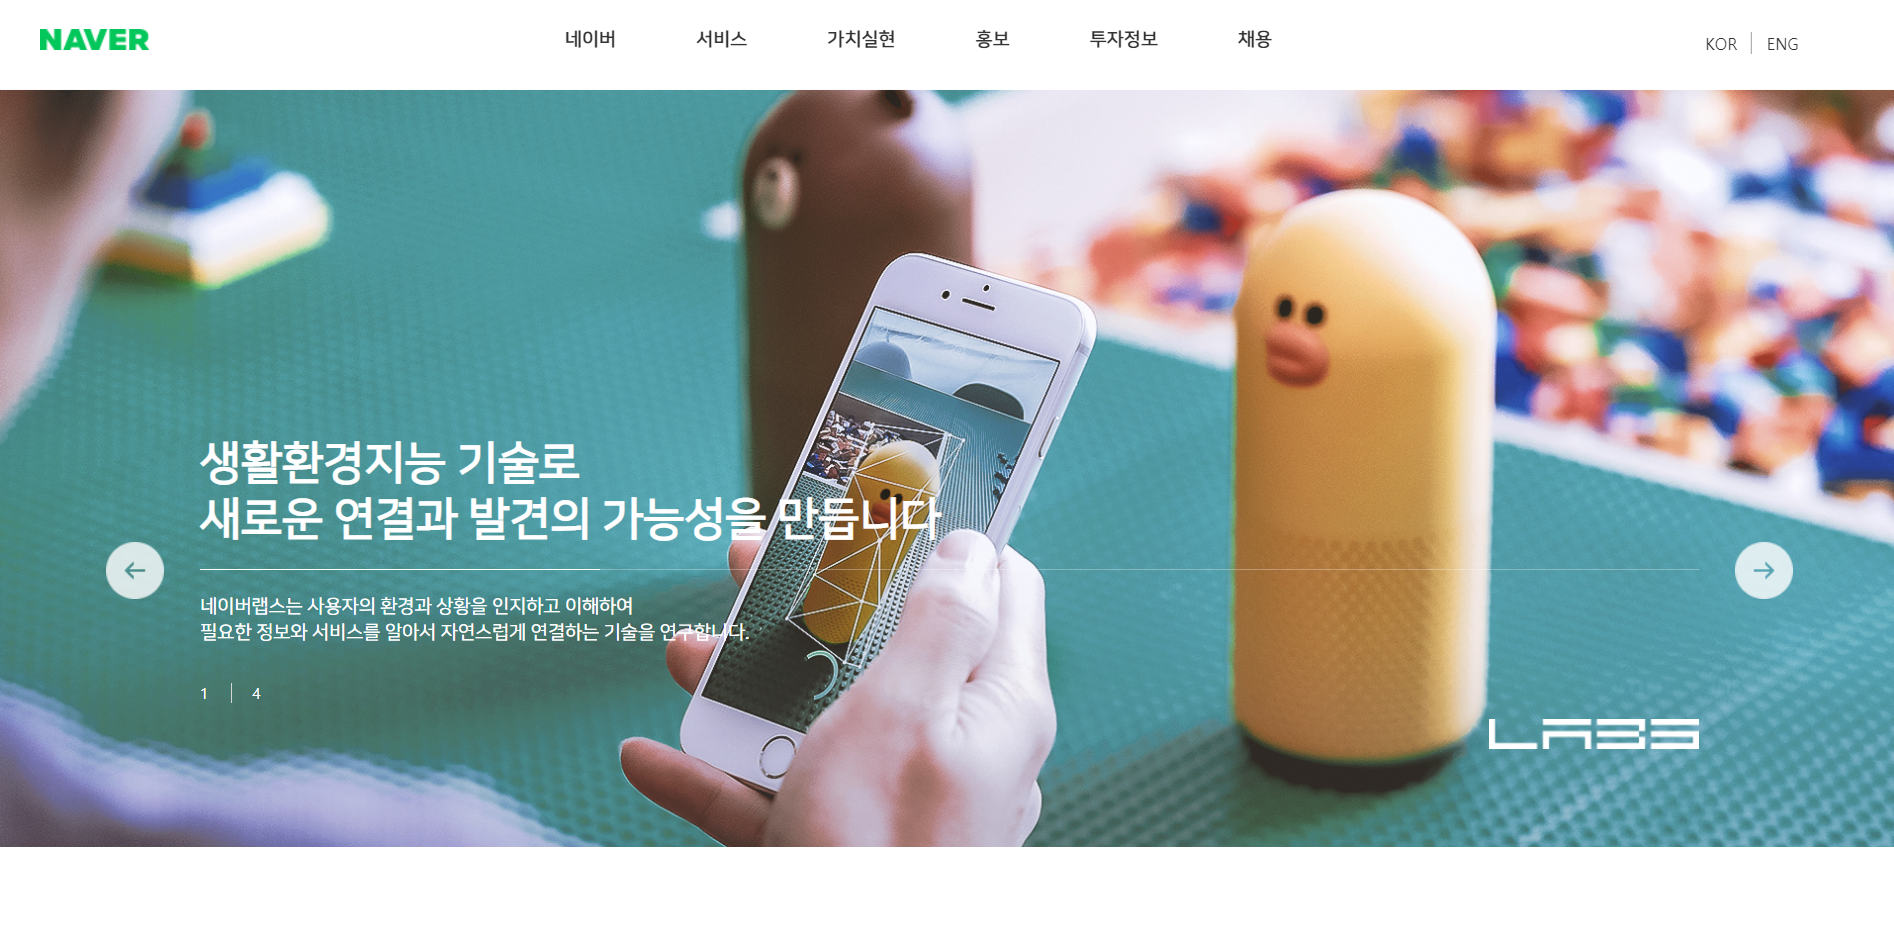 NAVER
네이버 서비스 가치실현 홍보 투자정보 채용
KOR ENG
생활환경지능 기술로
새로운 연결과 발견의 가능성을 만듭니다
네이버랩스는 사용자의 환경과 상황을 인지하고 이해하여
필요한 정보와 서비스를 알아서 자연스럽게 연결하는 기술을 연구합니다.
1 4
LABS